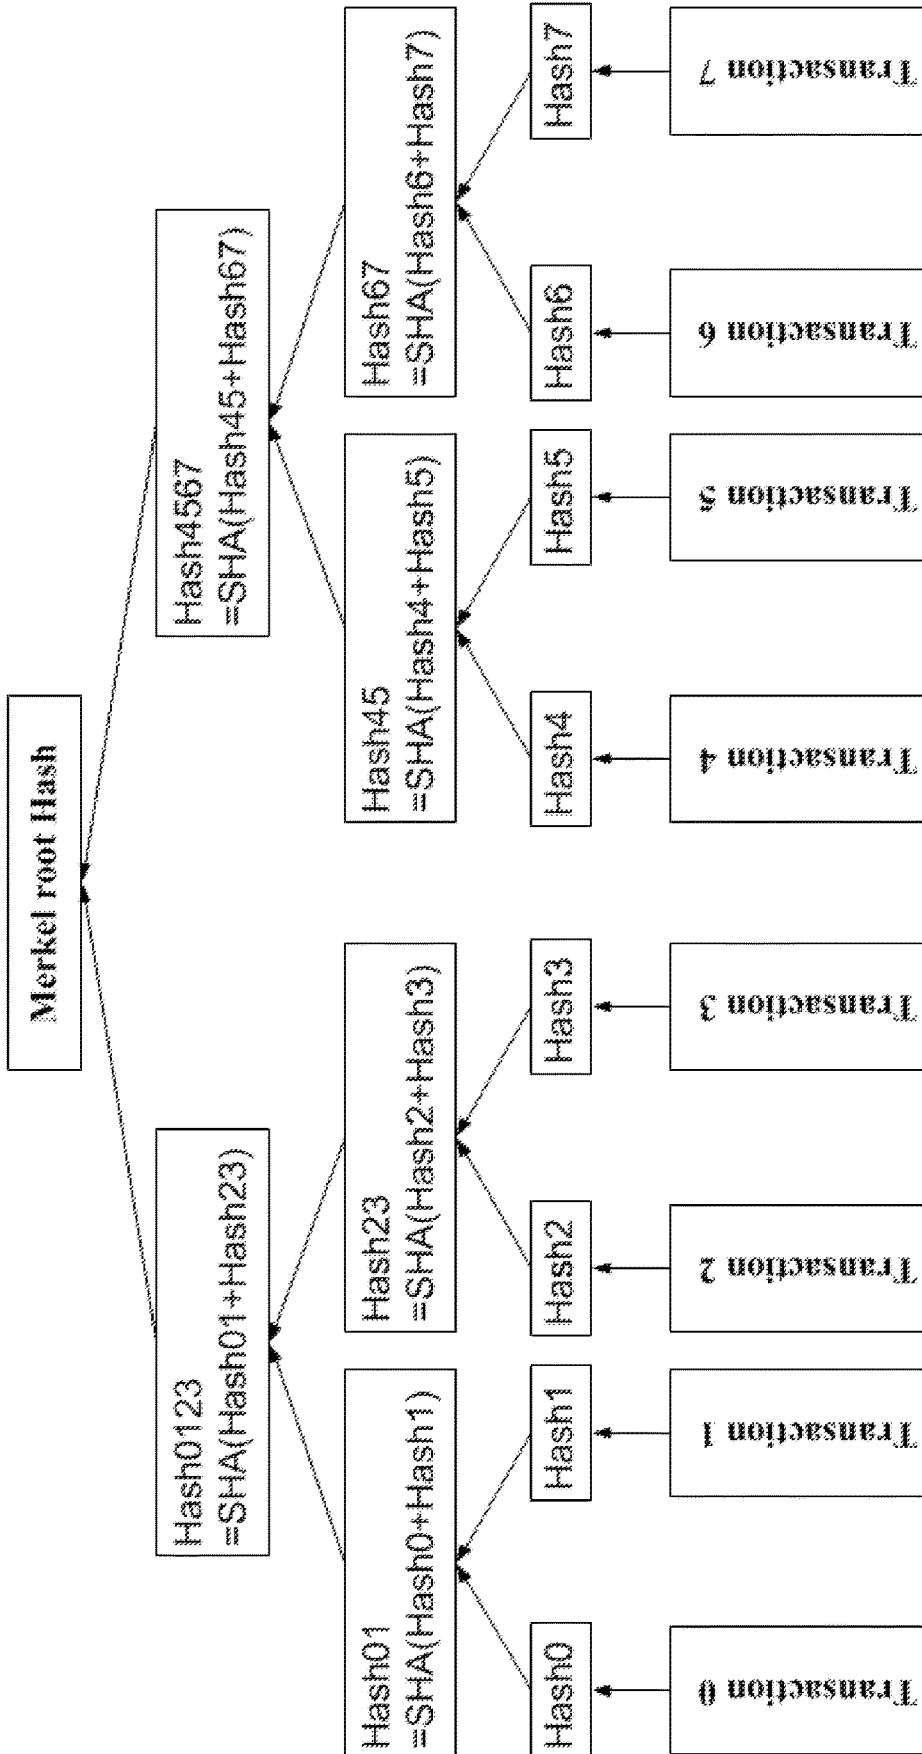 Merkel root Hash
Hash0123
=SHA(Hash01+Hash23)
Hash4567
=SHA(Hash45+Hash67)
Hash01
=SHA(Hash0+Hash1)
Hash23
=SHA(Hash2+Hash3)
Hash45
=SHA(Hash4+Hash5)
Hash67
=SHA(Hash6+Hash7)
Hash0
Hash1
Hash2
Hash3
Hash4
Hash5
Hash6
Hash7
Transaction 0
Transaction 1
Transaction 2
Transaction 3
Transaction 4
Transaction 5
Transaction 6
Transaction 7